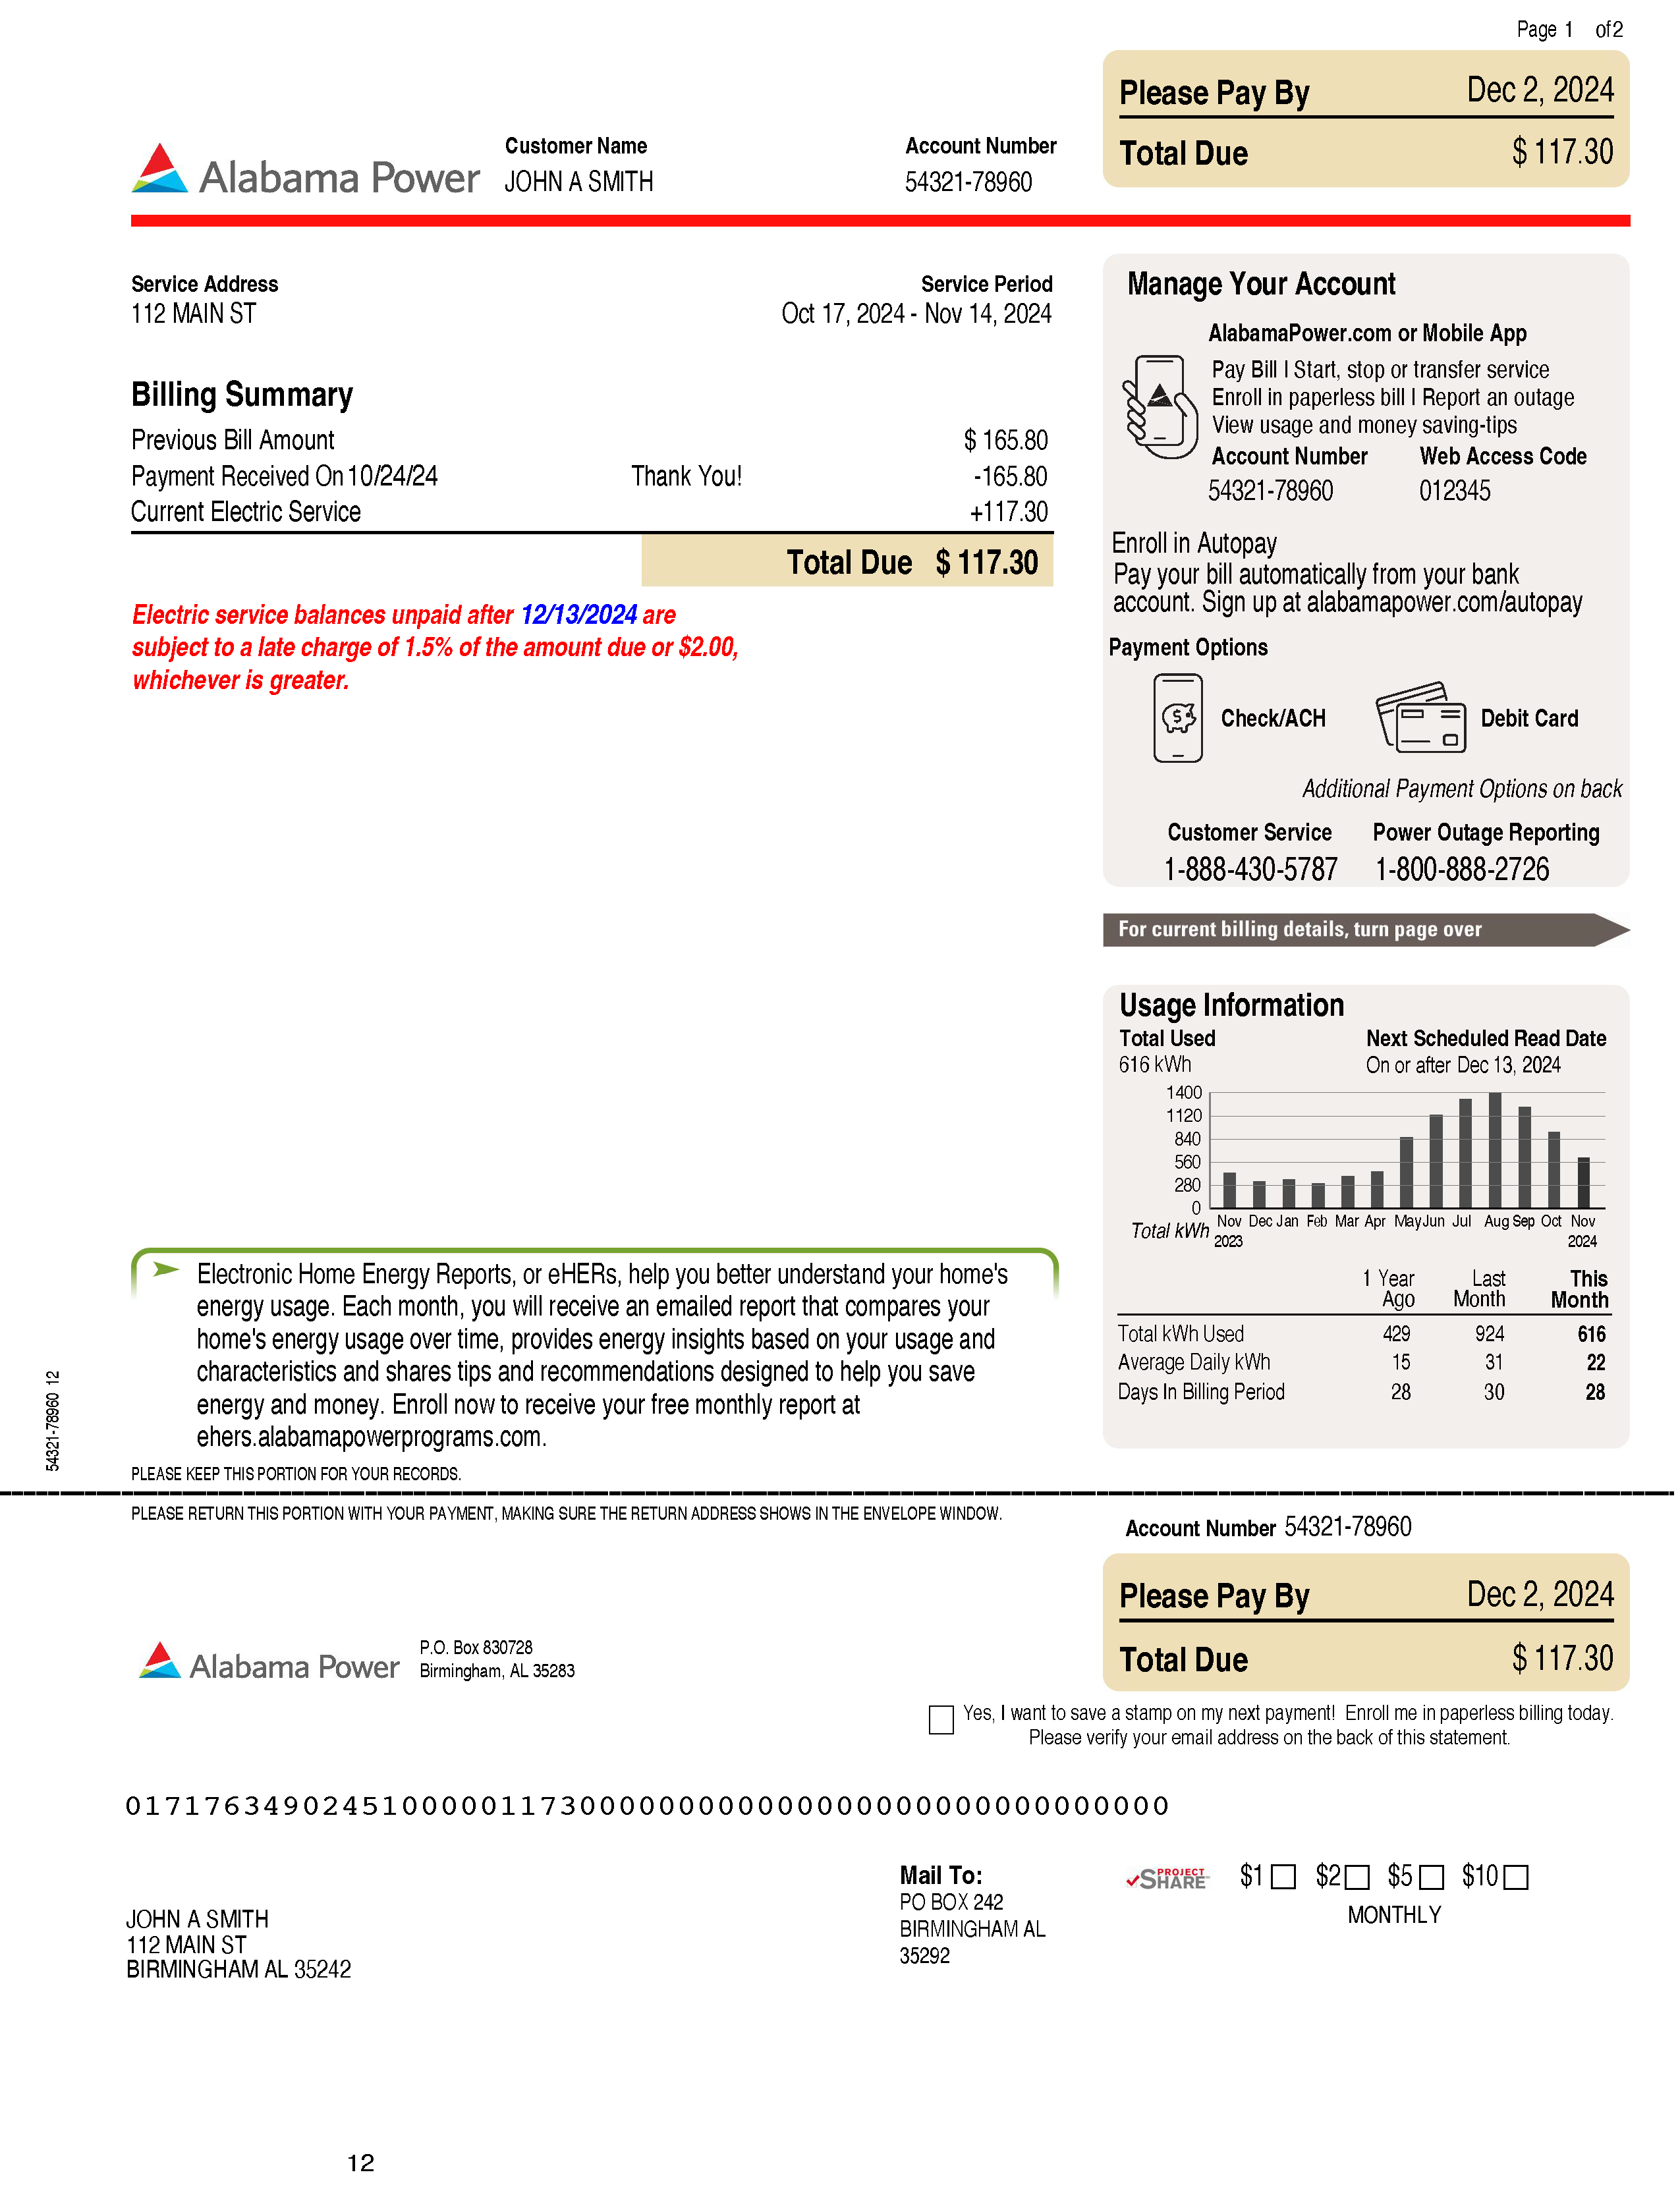 Page 1 of2
Please Pay By Dec 2, 2024
Total Due $ 117.30
Alabama Power
Customer Name
JOHN A SMITH
Account Number
54321-78960
Service Address
112 MAIN ST
Service Period
Oct 17, 2024 - Nov 14, 2024
Billing Summary
Previous Bill Amount $ 165.80
Payment Received On 10/24/24 Thank You! -165.80
Current Electric Service +117.30
Total Due $ 117.30
Electric service balances unpaid after 12/13/2024 are
subject to a late charge of 1.5% of the amount due or $2.00,
whichever is greater.
Manage Your Account
AlabamaPower.com or Mobile App
Pay Bill I Start, stop or transfer service
Enroll in paperless bill I Report an outage
View usage and money saving-tips
Account Number Web Access Code
54321-78960 012345
Enroll in Autopay
Pay your bill automatically from your bank
account. Sign up at alabamapower.com/autopay
Payment Options
Check/ACH Debit Card
Additional Payment Options on back
Customer Service Power Outage Reporting
1-888-430-5787 1-800-888-2726
For current billing details, turn page over
Usage Information
Total Used Next Scheduled Read Date
616 kWh On or after Dec 13, 2024
1400
1120
840
560
280
0
Total kWh
Nov Dec Jan Feb Mar Apr May Jun Jul Aug Sep Oct Nov
2023 2024
1 Year Last This
Ago Month Month
Total kWh Used 429 924 616
Average Daily kWh 15 31 22
Days In Billing Period 28 30 28
Electronic Home Energy Reports, or eHERs, help you better understand your home's
energy usage. Each month, you will receive an emailed report that compares your
home's energy usage over time, provides energy insights based on your usage and
characteristics and shares tips and recommendations designed to help you save
energy and money. Enroll now to receive your free monthly report at
ehers.alabamapowerprograms.com.
54321-78960 12
PLEASE KEEP THIS PORTION FOR YOUR RECORDS.
PLEASE RETURN THIS PORTION WITH YOUR PAYMENT, MAKING SURE THE RETURN ADDRESS SHOWS IN THE ENVELOPE WINDOW.
Account Number 54321-78960
Please Pay By Dec 2, 2024
Total Due $ 117.30
Alabama Power
P.O. Box 830728
Birmingham, AL 35283
Yes, I want to save a stamp on my next payment! Enroll me in paperless billing today.
Please verify your email address on the back of this statement.
01717634902451000001173000000000000000000000000000
JOHN A SMITH
112 MAIN ST
BIRMINGHAM AL 35242
Mail To:
PO BOX 242
BIRMINGHAM AL
35292
PROJECT
SHARE
$1 $2 $5 $10
MONTHLY
12